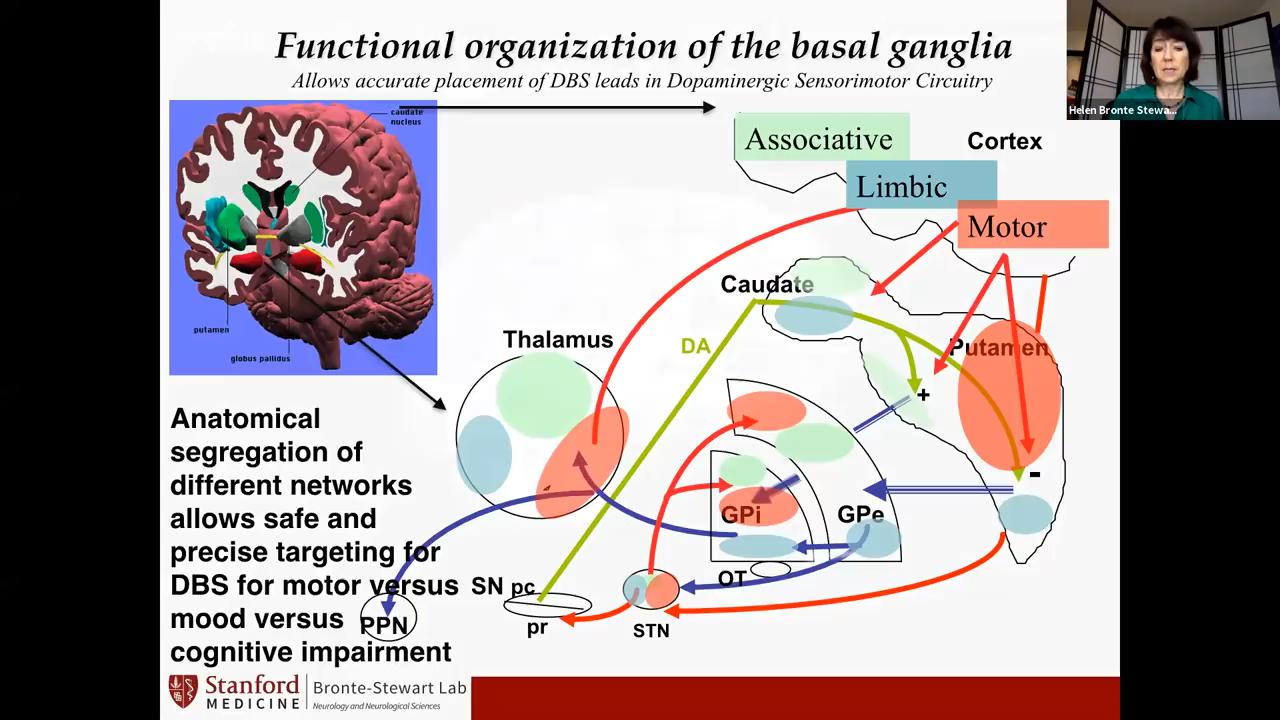 Functional organization of the basal ganglia
Allows accurate placement of DBS leads in Dopaminergic Sensorimotor Circuitry
Helen Bronte Stewa...
caudate
nucleus
putamen
globus pallidus
Associative
Cortex
Limbic
Motor
Caudate
Thalamus
DA
Putamen
+
-
GPi
GPe
OT
SN pc
pr
STN
PPN
Anatomical
segregation of
different networks
allows safe and
precise targeting for
DBS for motor versus
mood versus
cognitive impairment
Stanford
MEDICINE
Bronte-Stewart Lab
Neurology and Neurological Sciences